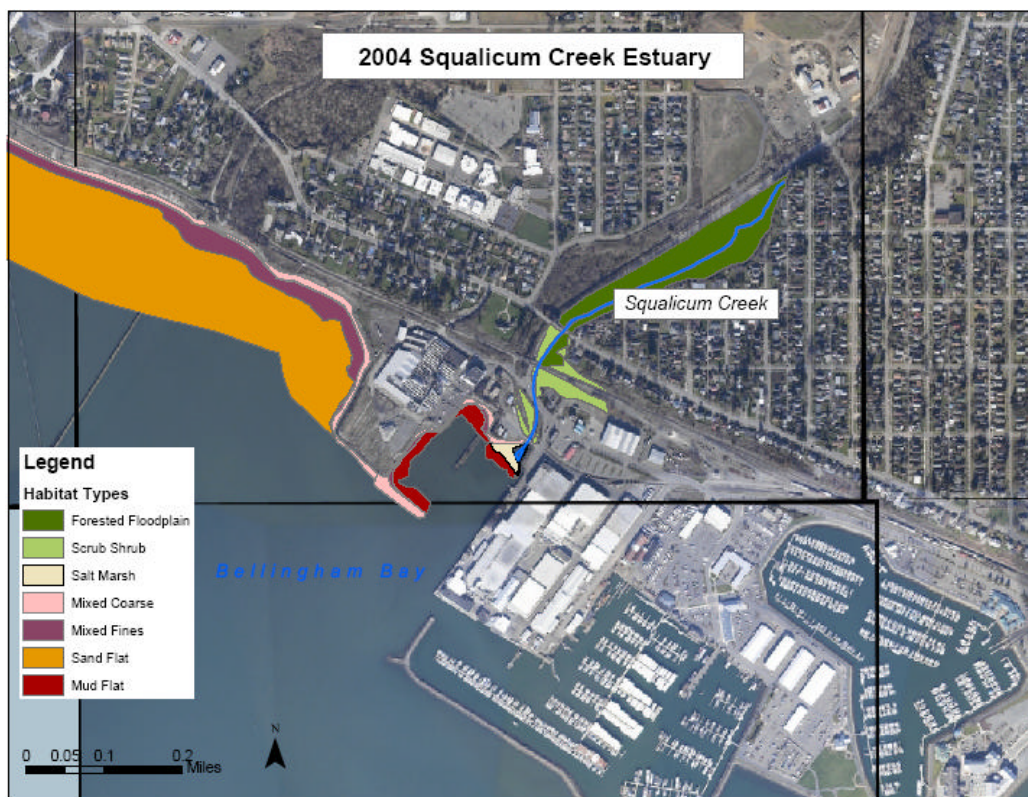 2004 Squalicum Creek Estuary
Squalicum Creek
Legend
Habitat Types
Forested Floodplain
Scrub Shrub
Salt Marsh
Mixed Coarse
Mixed Fines
Sand Flat
Mud Flat
Bellingham Bay
N
0 0.05 0.1 0.2
Miles